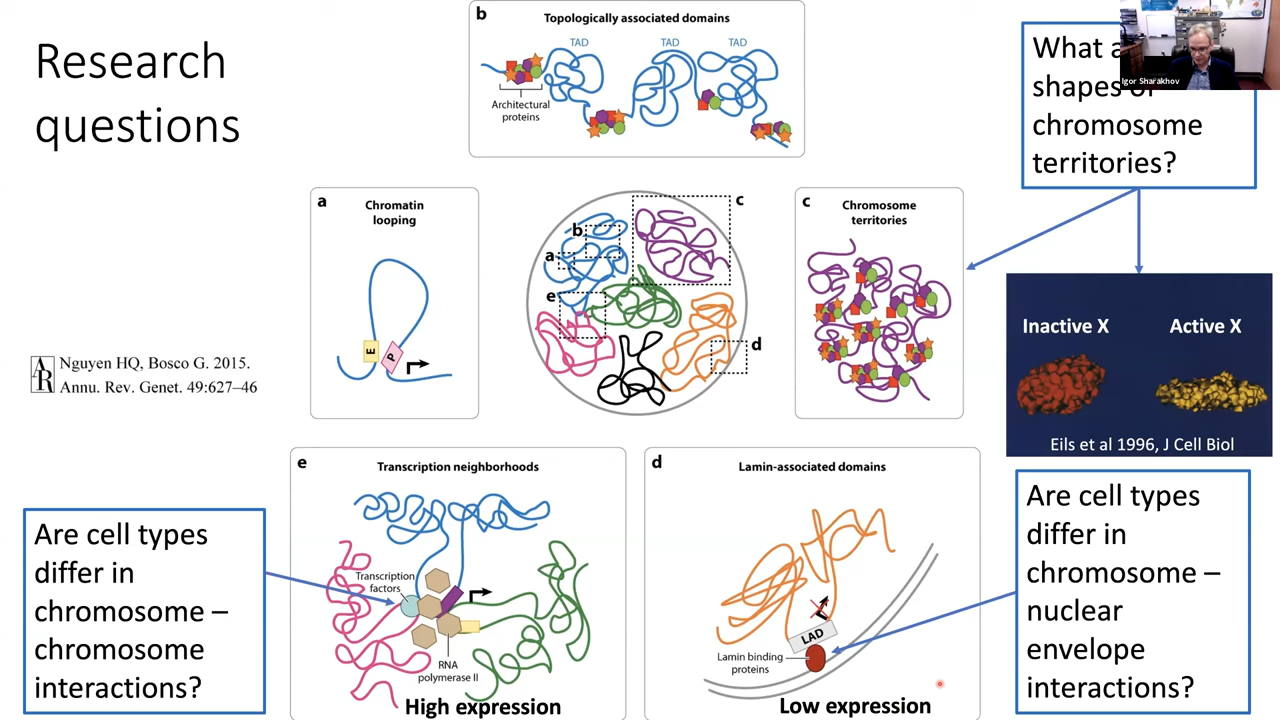 Research
questions
b
Topologically associated domains
TAD
TAD
TAD
Architectural
proteins
What
shapes
chromosome
territories?
Igor Sharakhov
a
Chromatin
looping
E
P
b
a
e
c
d
c
Chromosome
territories
AR
Nguyen HQ, Bosco G. 2015.
Annu. Rev. Genet. 49:627–46
Inactive X
Active X
Eils et al 1996, J Cell Biol
e
Transcription neighborhoods
Transcription
factors
RNA
polymerase II
High expression
d
Lamin-associated domains
LAD
Lamin binding
proteins
Low expression
Are cell types
differ in
chromosome –
chromosome
interactions?
Are cell types
differ in
chromosome –
nuclear
envelope
interactions?